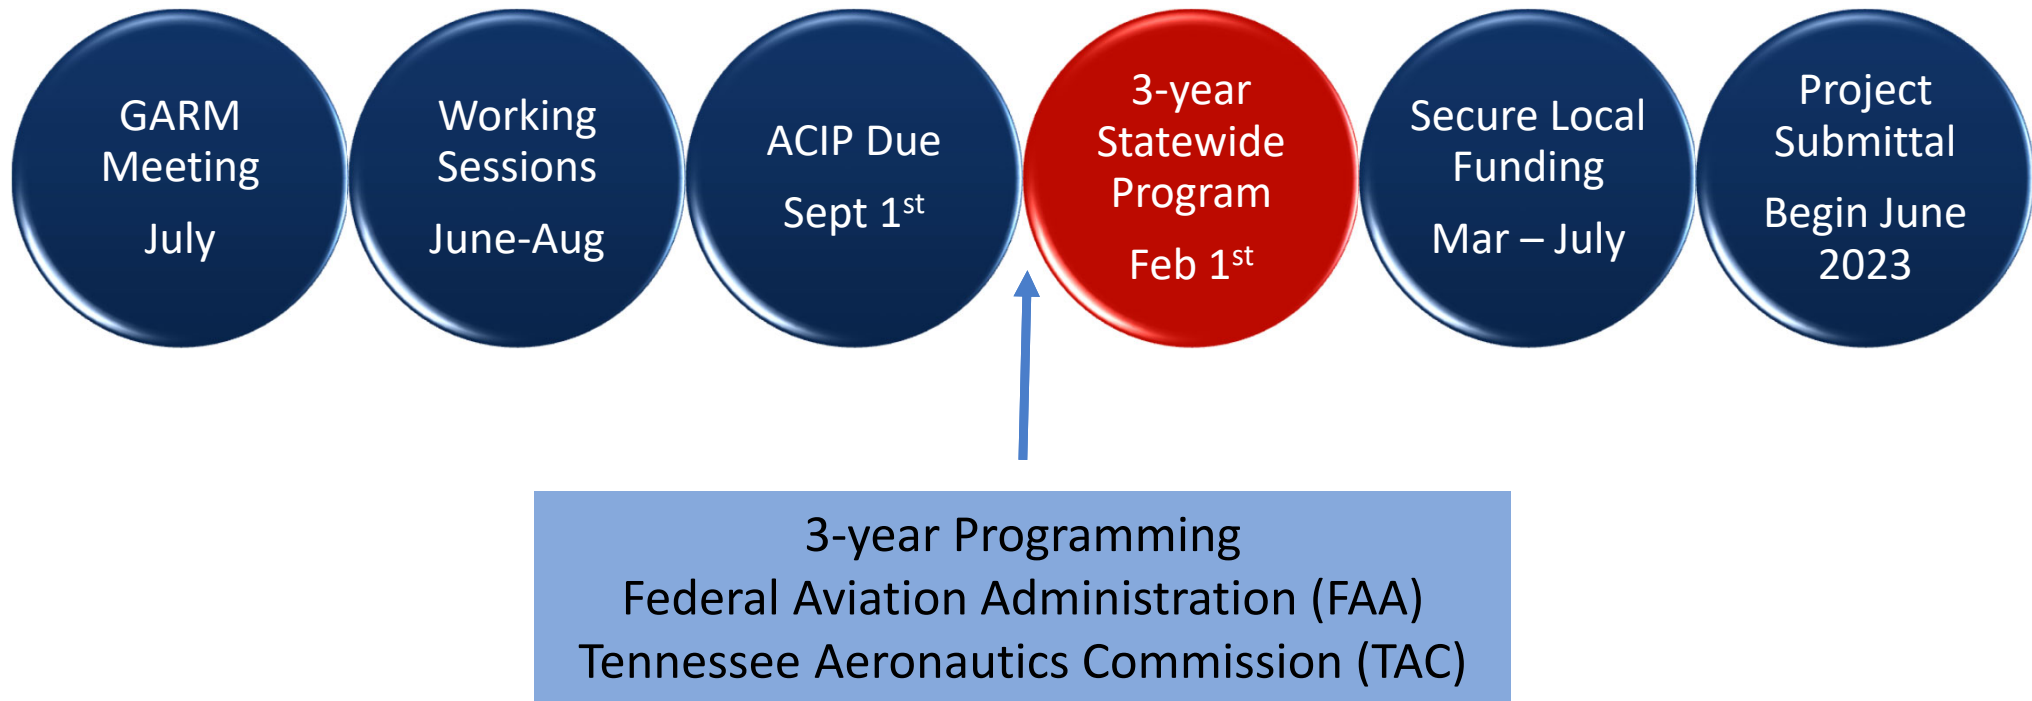 GARM
Meeting
July
Working
Sessions
June-Aug
ACIP Due
Sept 1st
3-year
Statewide
Program
Feb 1st
Secure Local
Funding
Mar – July
Project
Submittal
Begin June
2023
3-year Programming
Federal Aviation Administration (FAA)
Tennessee Aeronautics Commission (TAC)